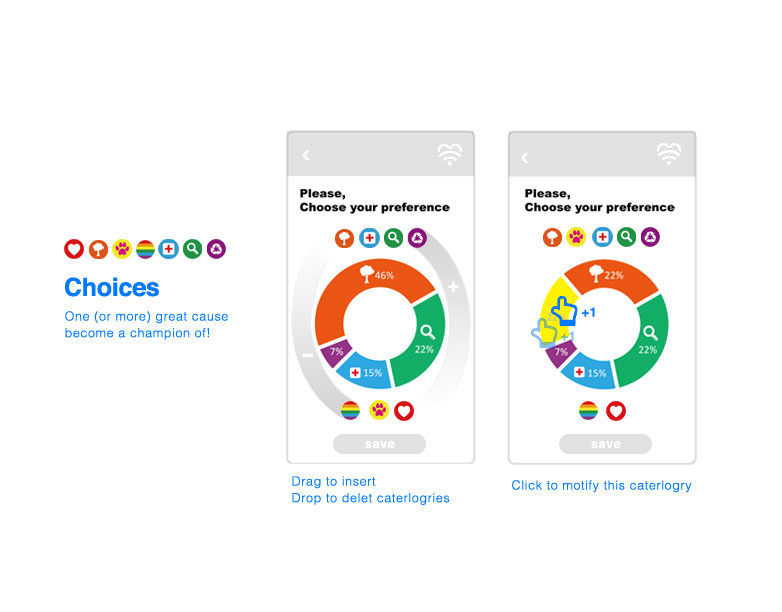 Choices
One (or more) great cause
become a champion of!
Please,
Choose your preference
46%
22%
15%
7%
+
−
save
Drag to insert
Drop to delet caterlogries
Please,
Choose your preference
22%
+1
+1
22%
15%
7%
save
Click to motify this caterlogry